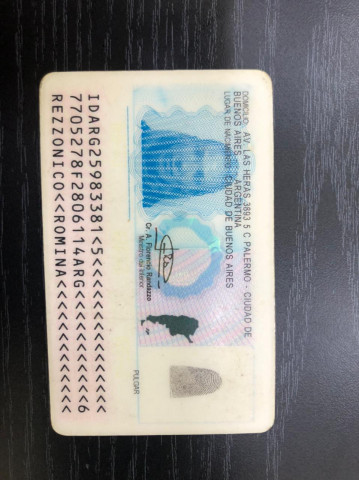 DOMICILIO: AV LAS HERAS 3893 5 C PALERMO - CIUDAD DE
BUENOS AIRES - ARGENTINA
LUGAR DE NACIMIENTO: CIUDAD DE BUENOS AIRES
Dr. A. Florencio Randazzo
Ministro del Interior
PULGAR
IDARG25983381<5<<<<<<<<<<<<<<<
7705278F2806114ARG<<<<<<<<<<<6
REZZONICO<<ROMINA<<<<<<<<<<<<<